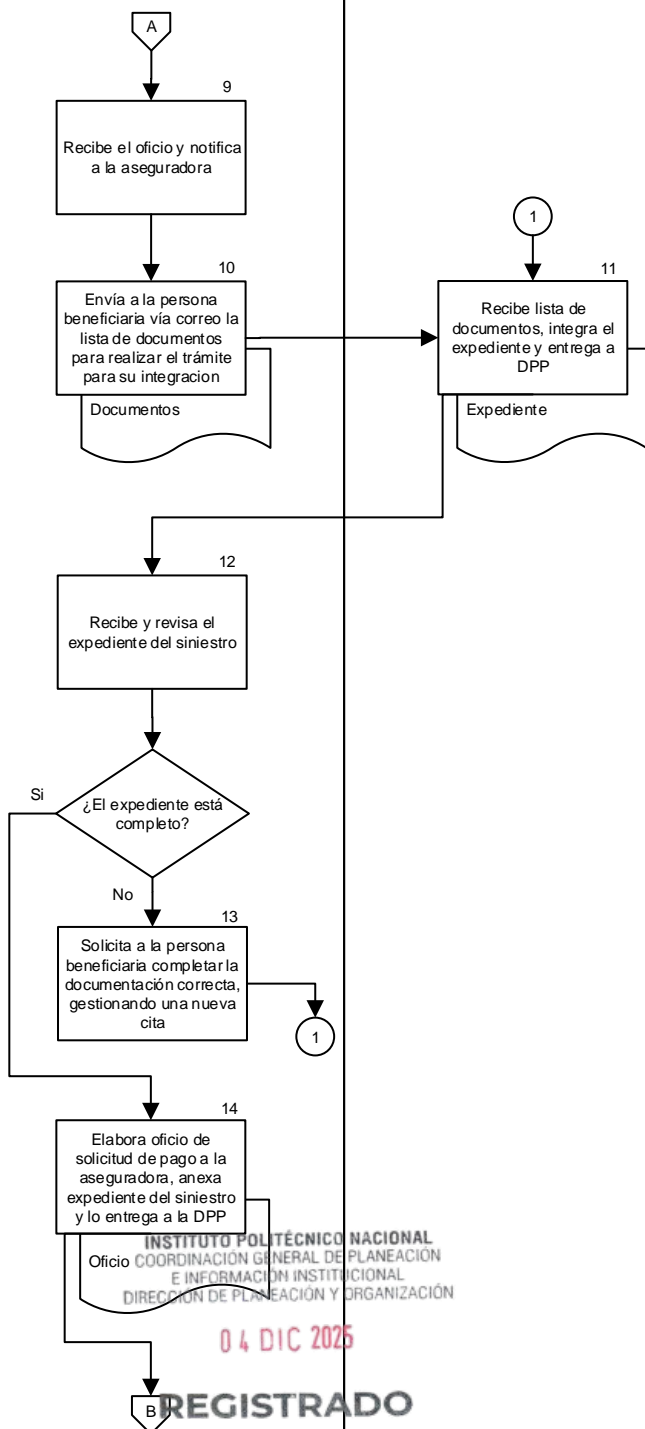 A
9
Recibe el oficio y notifica
a la aseguradora
1
10
Envía a la persona
beneficiaria vía correo la
lista de documentos
para realizar el trámite
para su integracion
Documentos
11
Recibe lista de
documentos, integra el
expediente y entrega a
DPP
Expediente
12
Recibe y revisa el
expediente del siniestro
Si
¿El expediente está
completo?
No
13
Solicita a la persona
beneficiaria completar la
documentación correcta,
gestionando una nueva
cita
1
14
Elabora oficio de
solicitud de pago a la
aseguradora, anexa
expediente del siniestro
y lo entrega a la DPP
Oficio
INSTITUTO POLITÉCNICO NACIONAL
COORDINACIÓN GENERAL DE PLANEACIÓN
E INFORMACIÓN INSTITUCIONAL
DIRECCIÓN DE PLANEACIÓN Y ORGANIZACIÓN
04 DIC 2025
B
REGISTRADO